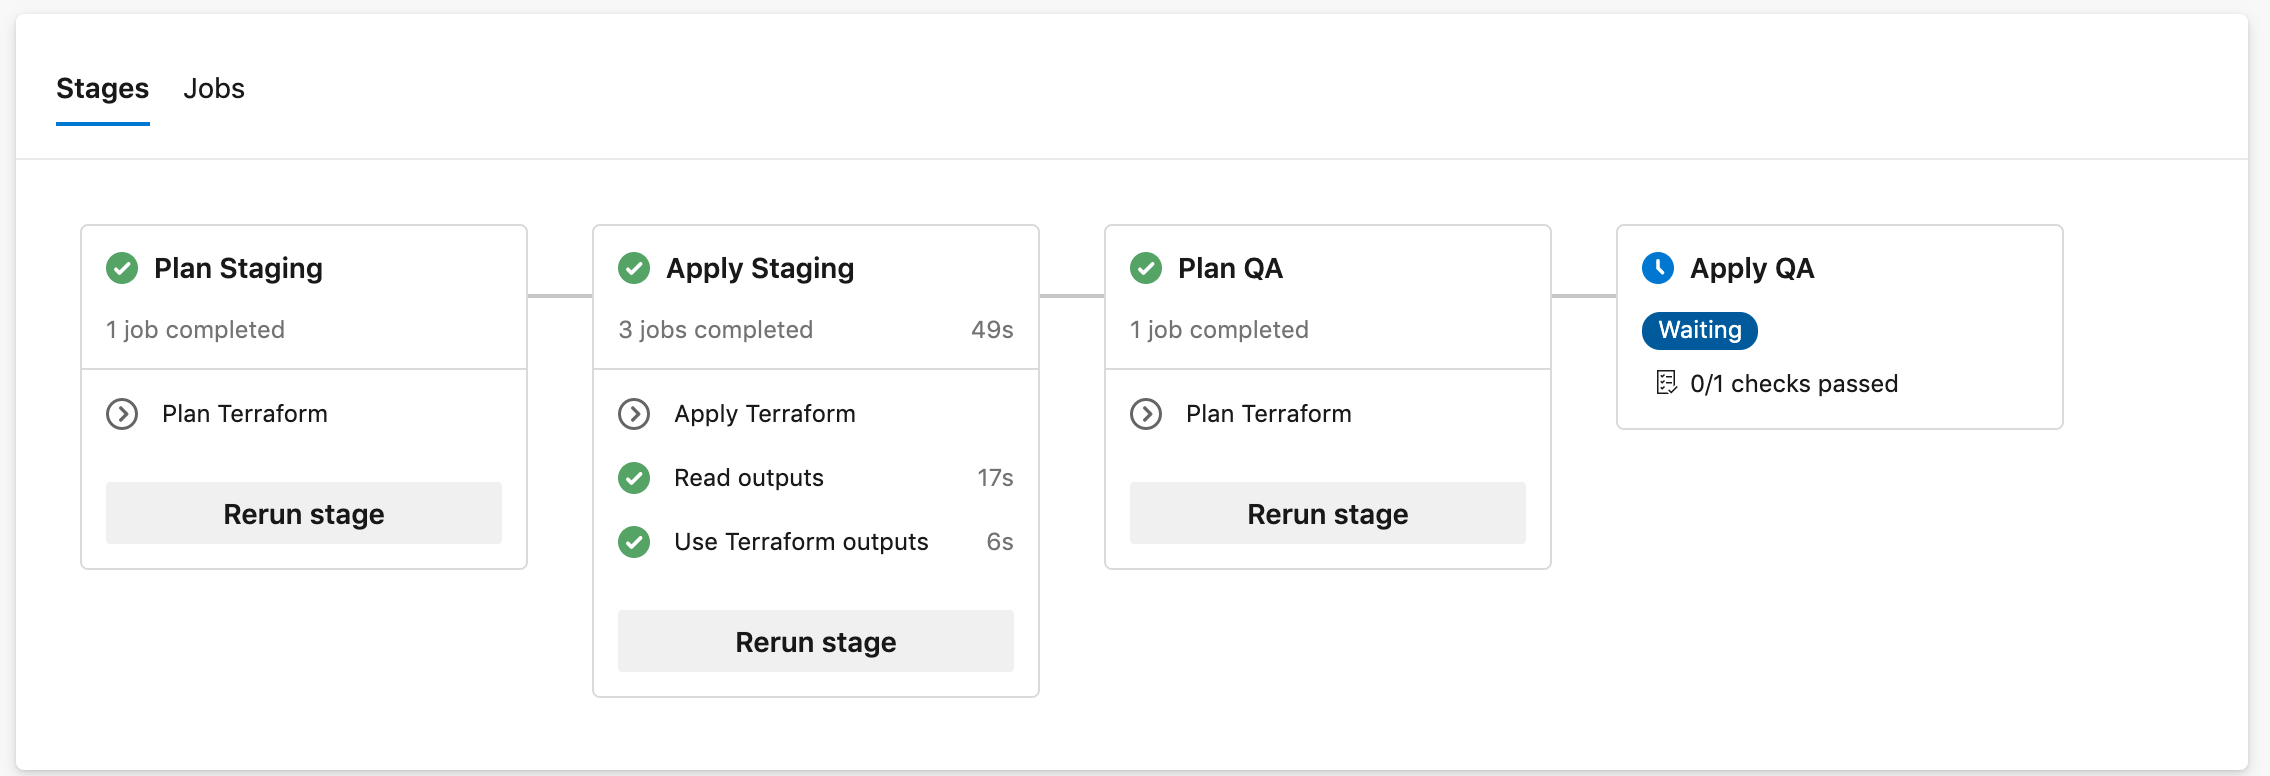 Stages Jobs
Plan Staging
1 job completed
Plan Terraform
Rerun stage
Apply Staging
3 jobs completed 49s
Apply Terraform
Read outputs 17s
Use Terraform outputs 6s
Rerun stage
Plan QA
1 job completed
Plan Terraform
Rerun stage
Apply QA
Waiting
0/1 checks passed